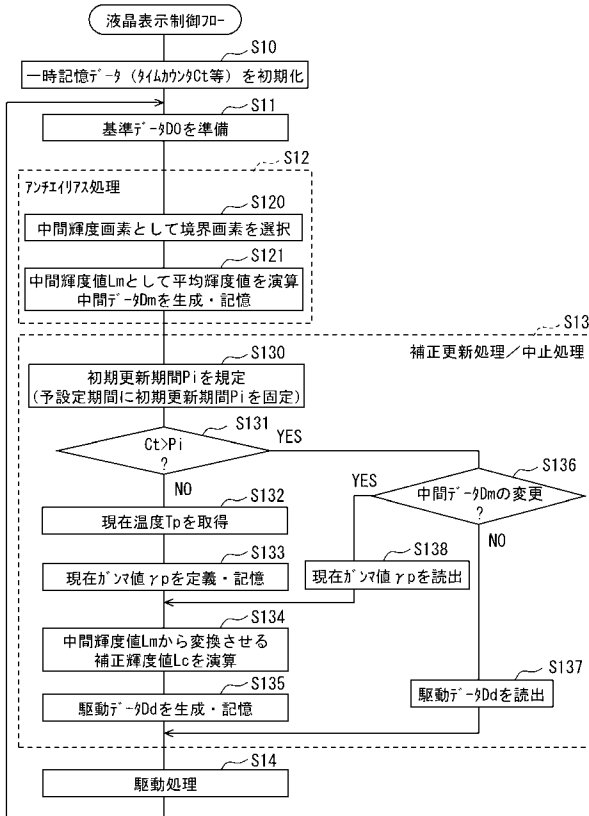 液晶表示制御フロー
S10
一時記憶データ（タイムカウンタCt等）を初期化
S11
基準データDOを準備
S12
アンチエイリアス処理
S120
中間輝度画素として境界画素を選択
S121
中間輝度値Lmとして平均輝度値を演算
中間データDmを生成・記憶
S13
補正更新処理／中止処理
S130
初期更新期間Piを規定
(予設定期間に初期更新期間Piを固定)
S131
Ct>Pi
?
YES
NO
S136
中間データDmの変更
?
YES
NO
S132
現在温度Tpを取得
S133
現在ガンマ値γpを定義・記憶
S138
現在ガンマ値γpを読出
S134
中間輝度値Lmから変換させる
補正輝度値Lcを演算
S135
駆動データDdを生成・記憶
S137
駆動データDdを読出
S14
駆動処理